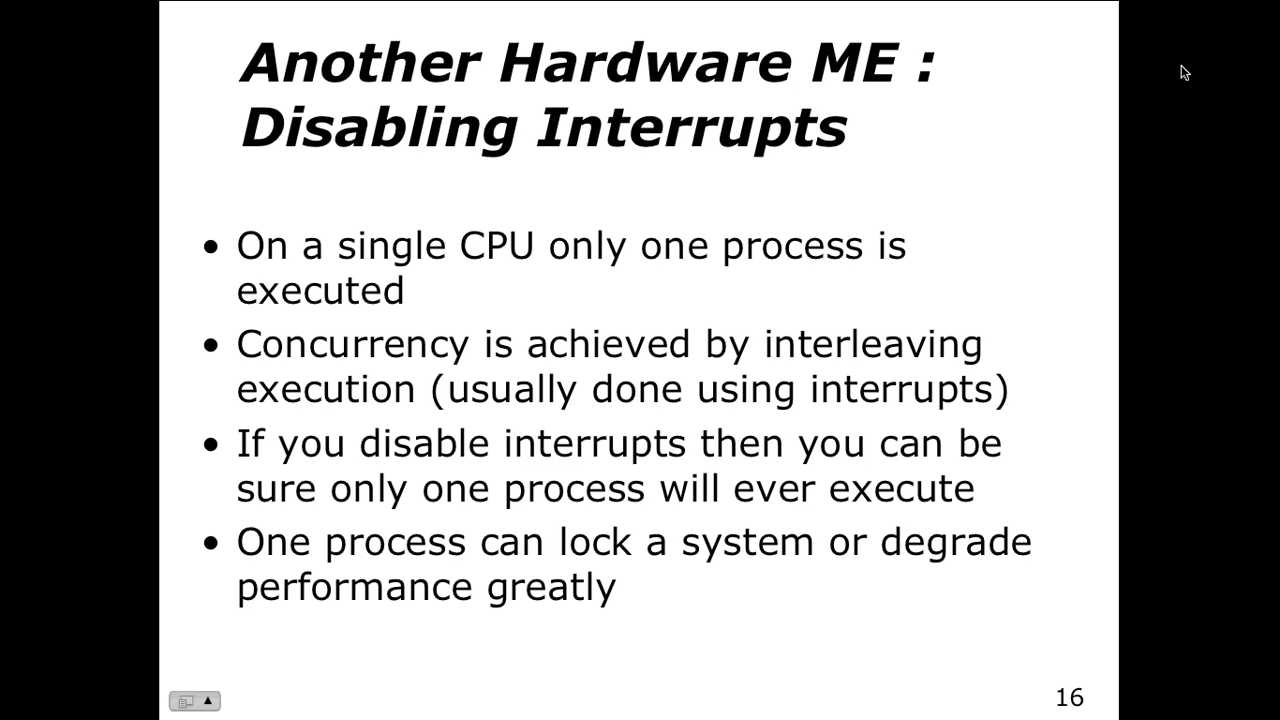 Another Hardware ME :
Disabling Interrupts
• On a single CPU only one process is
executed
• Concurrency is achieved by interleaving
execution (usually done using interrupts)
• If you disable interrupts then you can be
sure only one process will ever execute
• One process can lock a system or degrade
performance greatly
16